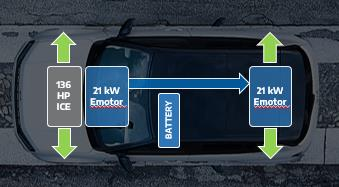 136
HP
ICE
21 kW
Emotor
BATTERY
21 kW
Emotor